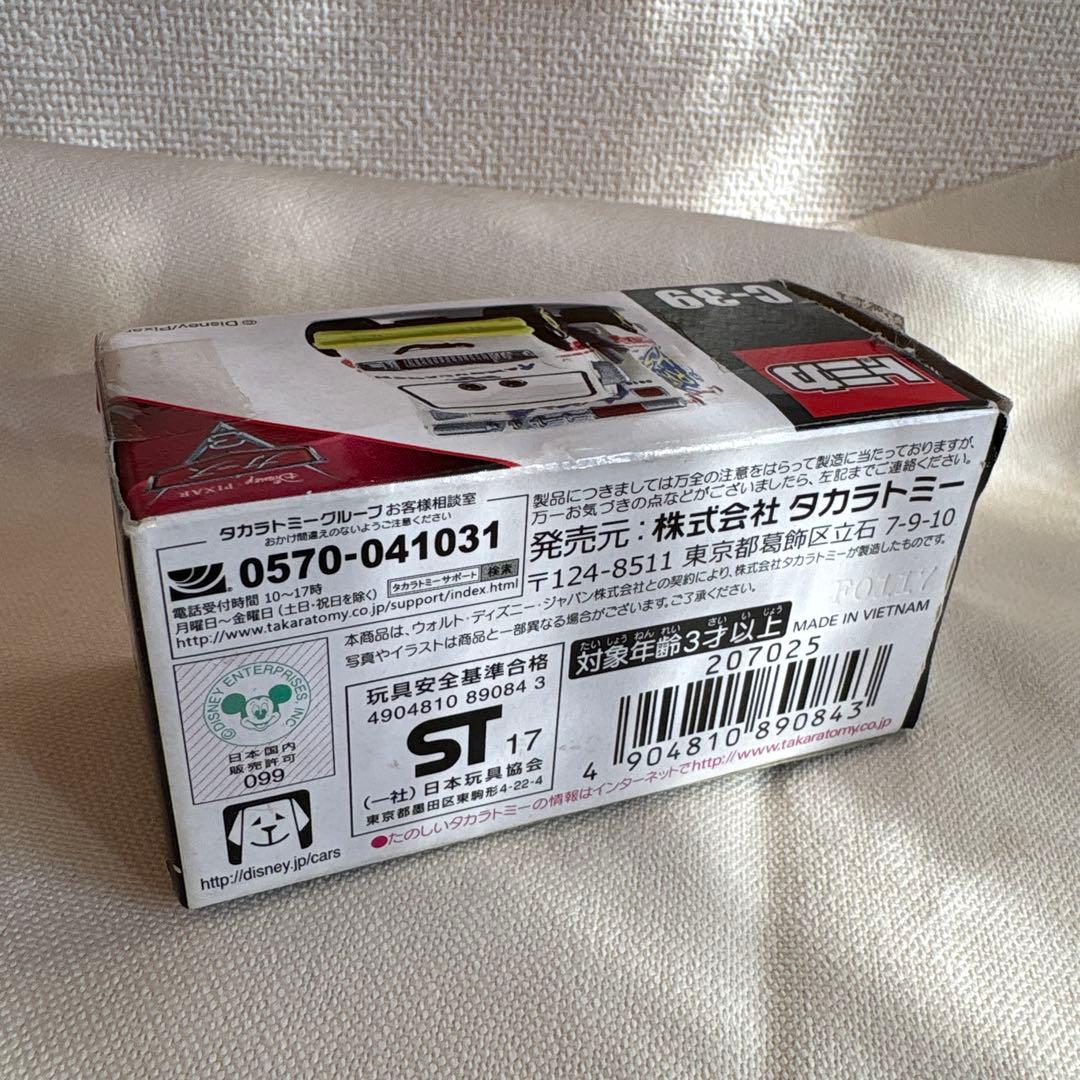 C-39
トミカ
©Disney/Pixar
Disney・PIXAR
カーズ
タカラトミーグループ お客様相談室
おかけ間違えのないようご注意ください
0570-041031
電話受付時間 10〜17時
月曜日〜金曜日 (土日・祝日を除く)
タカラトミーサポート 検索
http://www.takaratomy.co.jp/support/index.html
製品につきましては万全の注意をはらって製造に当たっておりますが、
万一お気づきの点などがございましたら、左記までご連絡ください。
発売元：株式会社 タカラトミー
〒124-8511 東京都葛飾区立石 7-9-10
本商品は、ウォルト・ディズニー・ジャパン株式会社との契約により、株式会社タカラトミーが製造したものです。
写真やイラストは商品と一部異なる場合がございます。ご了承ください。
©DISNEY ENTERPRISES, INC
日本国内
販売許可
099
http://disney.jp/cars
玩具安全基準合格
4904810 89084 3
ST 17
(一社)日本玩具協会
東京都墨田区東駒形4-22-4
たいしょうねんれい さい いじょう
対象年齢3才以上
MADE IN VIETNAM
207025
4 904810 890843
●たのしいタカラトミーの情報はインターネットでhttp://www.takaratomy.co.jp